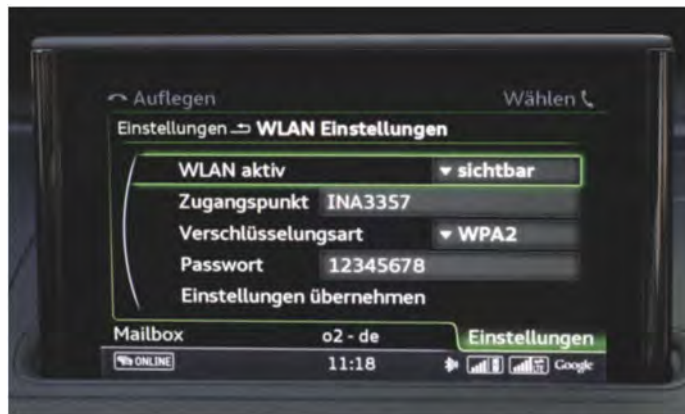 Auflegen Wählen
Einstellungen WLAN Einstellungen
WLAN aktiv sichtbar
Zugangspunkt INA3357
Verschlüsselungsart WPA2
Passwort 12345678
Einstellungen übernehmen
Mailbox o2 - de Einstellungen
ONLINE 11:18 LTE Google